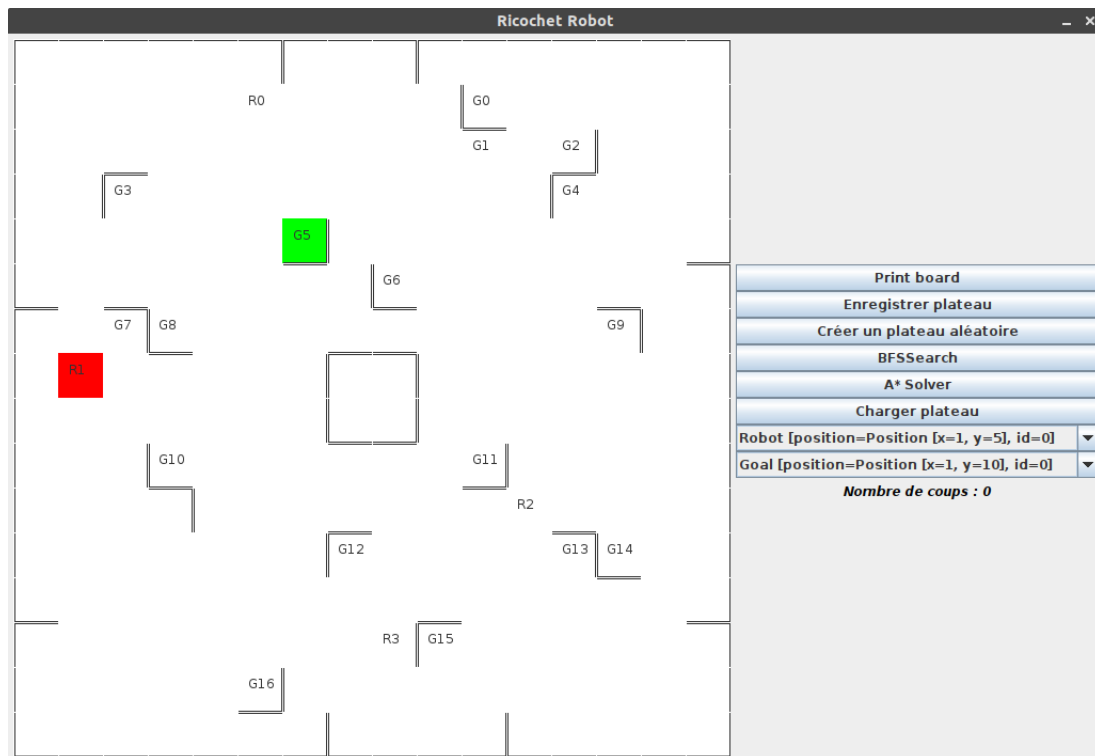 Ricochet Robot
R0 G0
G1 G2
G3 G4
G5
G6
Print board
Enregistrer plateau
G7 G8 G9
Créer un plateau aléatoire
BFSSearch
R1
A* Solver
Charger plateau
Robot [position=Position [x=1, y=5], id=0]
G10 G11
Goal [position=Position [x=1, y=10], id=0]
Nombre de coups : 0
R2
G12 G13 G14
R3 G15
G16